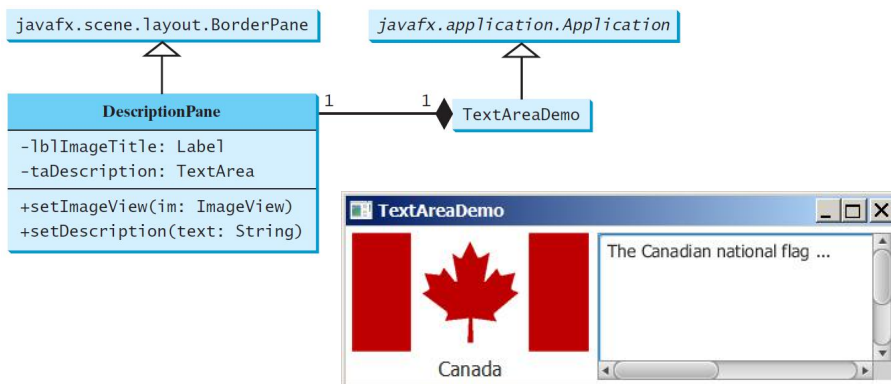 javafx.scene.layout.BorderPane
javafx.application.Application
DescriptionPane
-lblImageTitle: Label
-taDescription: TextArea
+setImageView(im: ImageView)
+setDescription(text: String)
1
1
TextAreaDemo
TextAreaDemo
The Canadian national flag ...
Canada